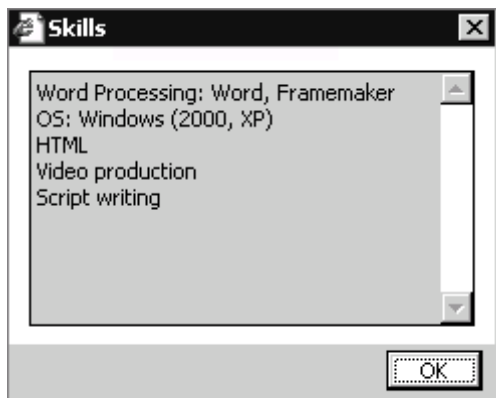 Skills
Word Processing: Word, Framemaker
OS: Windows (2000, XP)
HTML
Video production
Script writing
OK